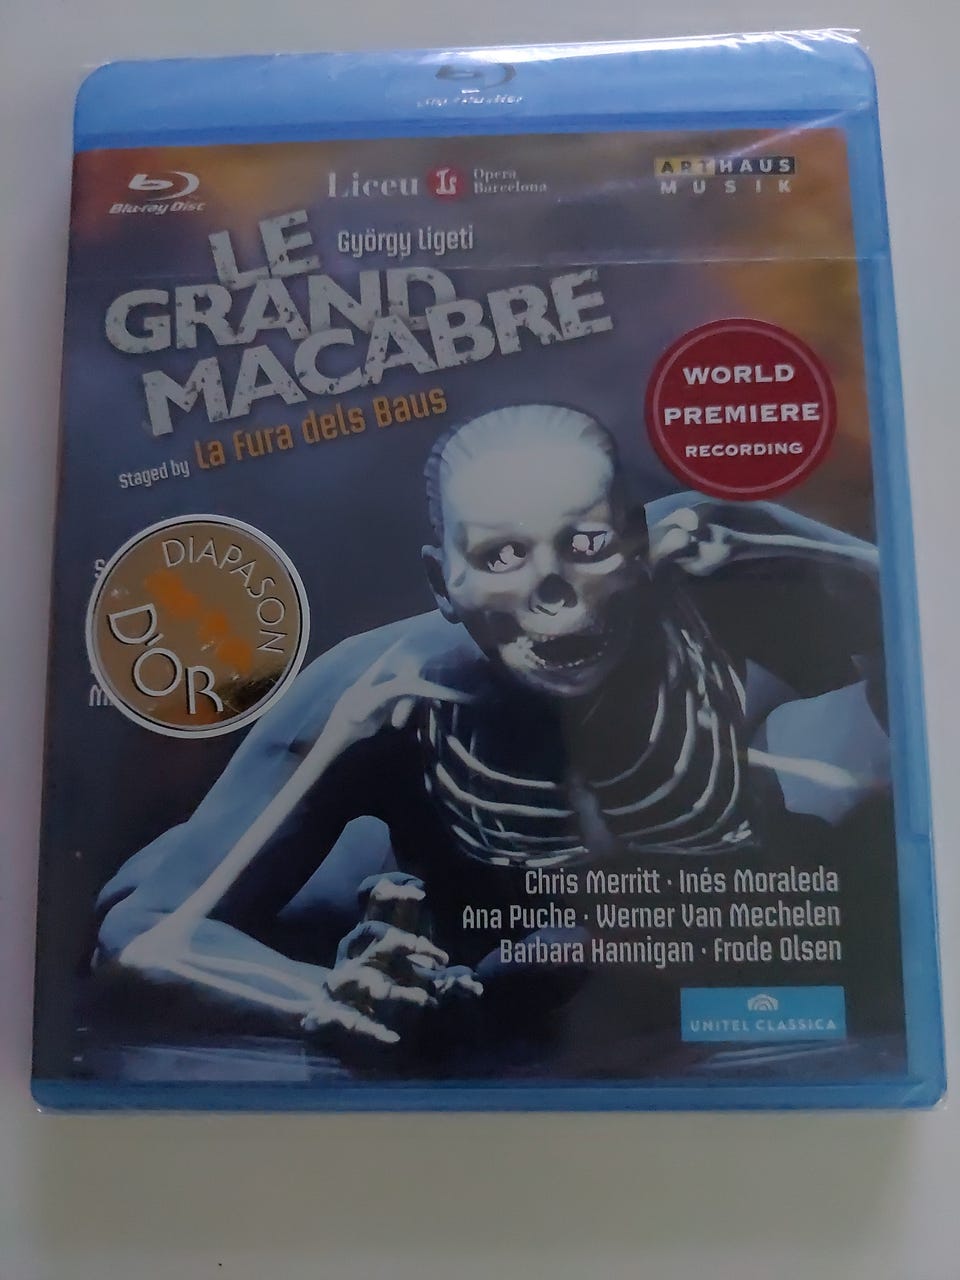 Blu-ray Disc
Liceu
Opera
Barcelona
ARTHAUS
MUSIK
György Ligeti
LE
GRAND
MACABRE
Staged by La Fura dels Baus
WORLD
PREMIERE
RECORDING
DIAPASON
D'OR
Chris Merritt · Inés Moraleda
Ana Puche · Werner Van Mechelen
Barbara Hannigan · Frode Olsen
UNITEL CLASSICA